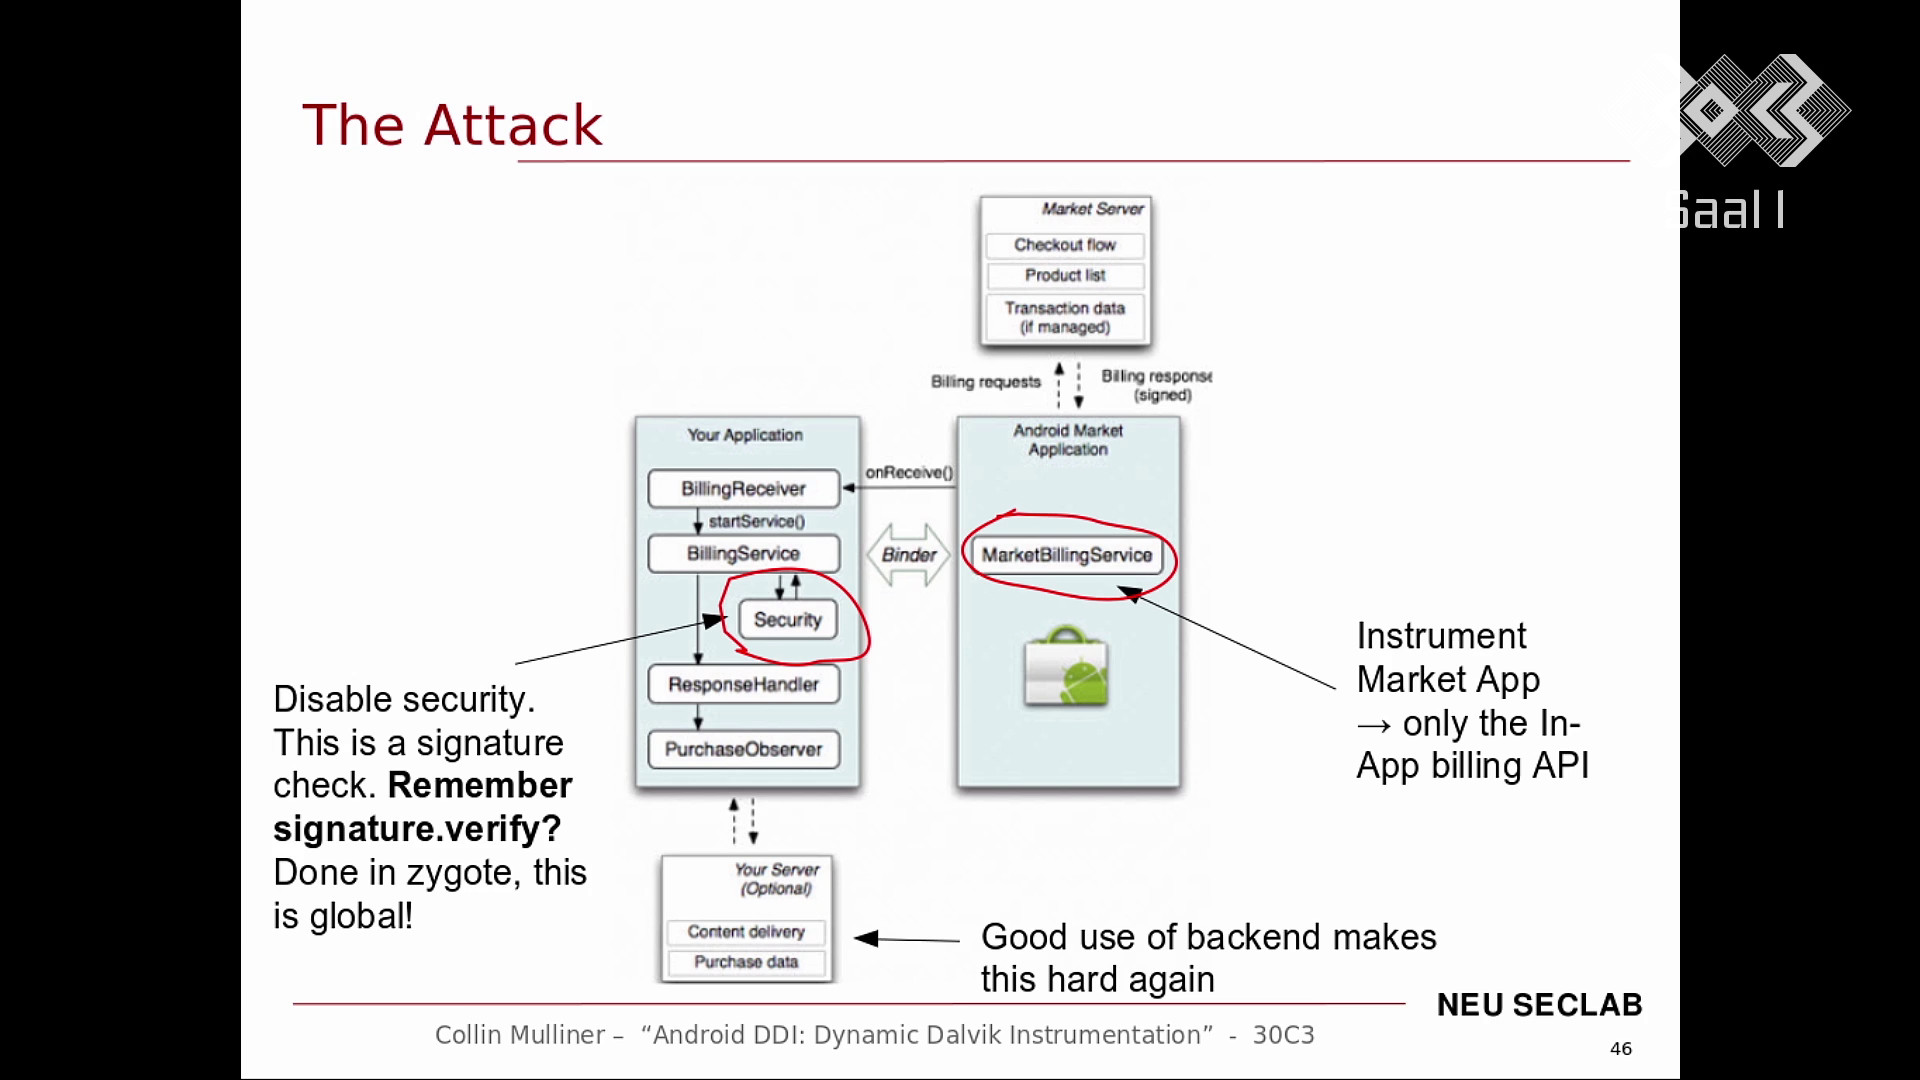 The Attack
Saal 1
Market Server
Checkout flow
Product list
Transaction data
(if managed)
Billing requests
Billing response
(signed)
Your Application
BillingReceiver
startService()
BillingService
Security
ResponseHandler
PurchaseObserver
onReceive()
Binder
Android Market
Application
MarketBillingService
Instrument
Market App
→ only the In-
App billing API
Disable security.
This is a signature
check. Remember
signature.verify?
Done in zygote, this
is global!
Your Server
(Optional)
Content delivery
Purchase data
Good use of backend makes
this hard again
NEU SECLAB
Collin Mulliner – “Android DDI: Dynamic Dalvik Instrumentation” - 30C3
46